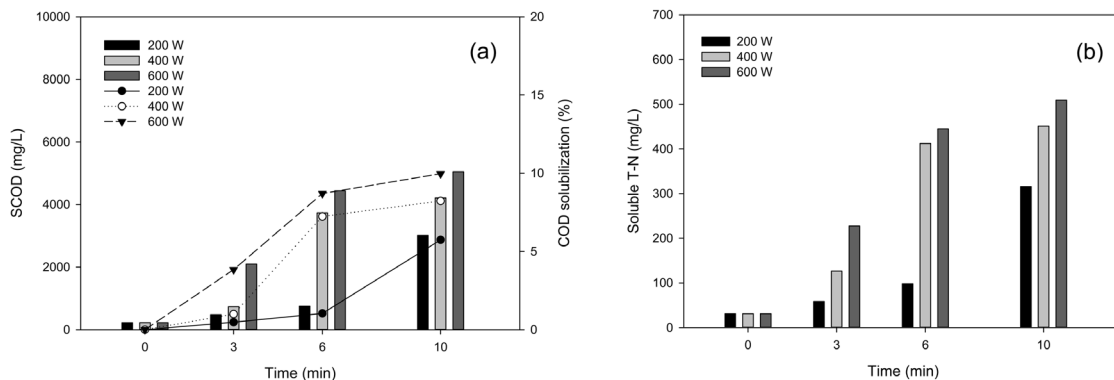 10000
8000
6000
4000
2000
0
SCOD (mg/L)
200 W
400 W
600 W
200 W
400 W
600 W
(a)
20
15
10
5
0
COD solubilization (%)
0 3 6 10
Time (min)
700
600
500
400
300
200
100
0
Soluble T-N (mg/L)
200 W
400 W
600 W
(b)
0 3 6 10
Time (min)